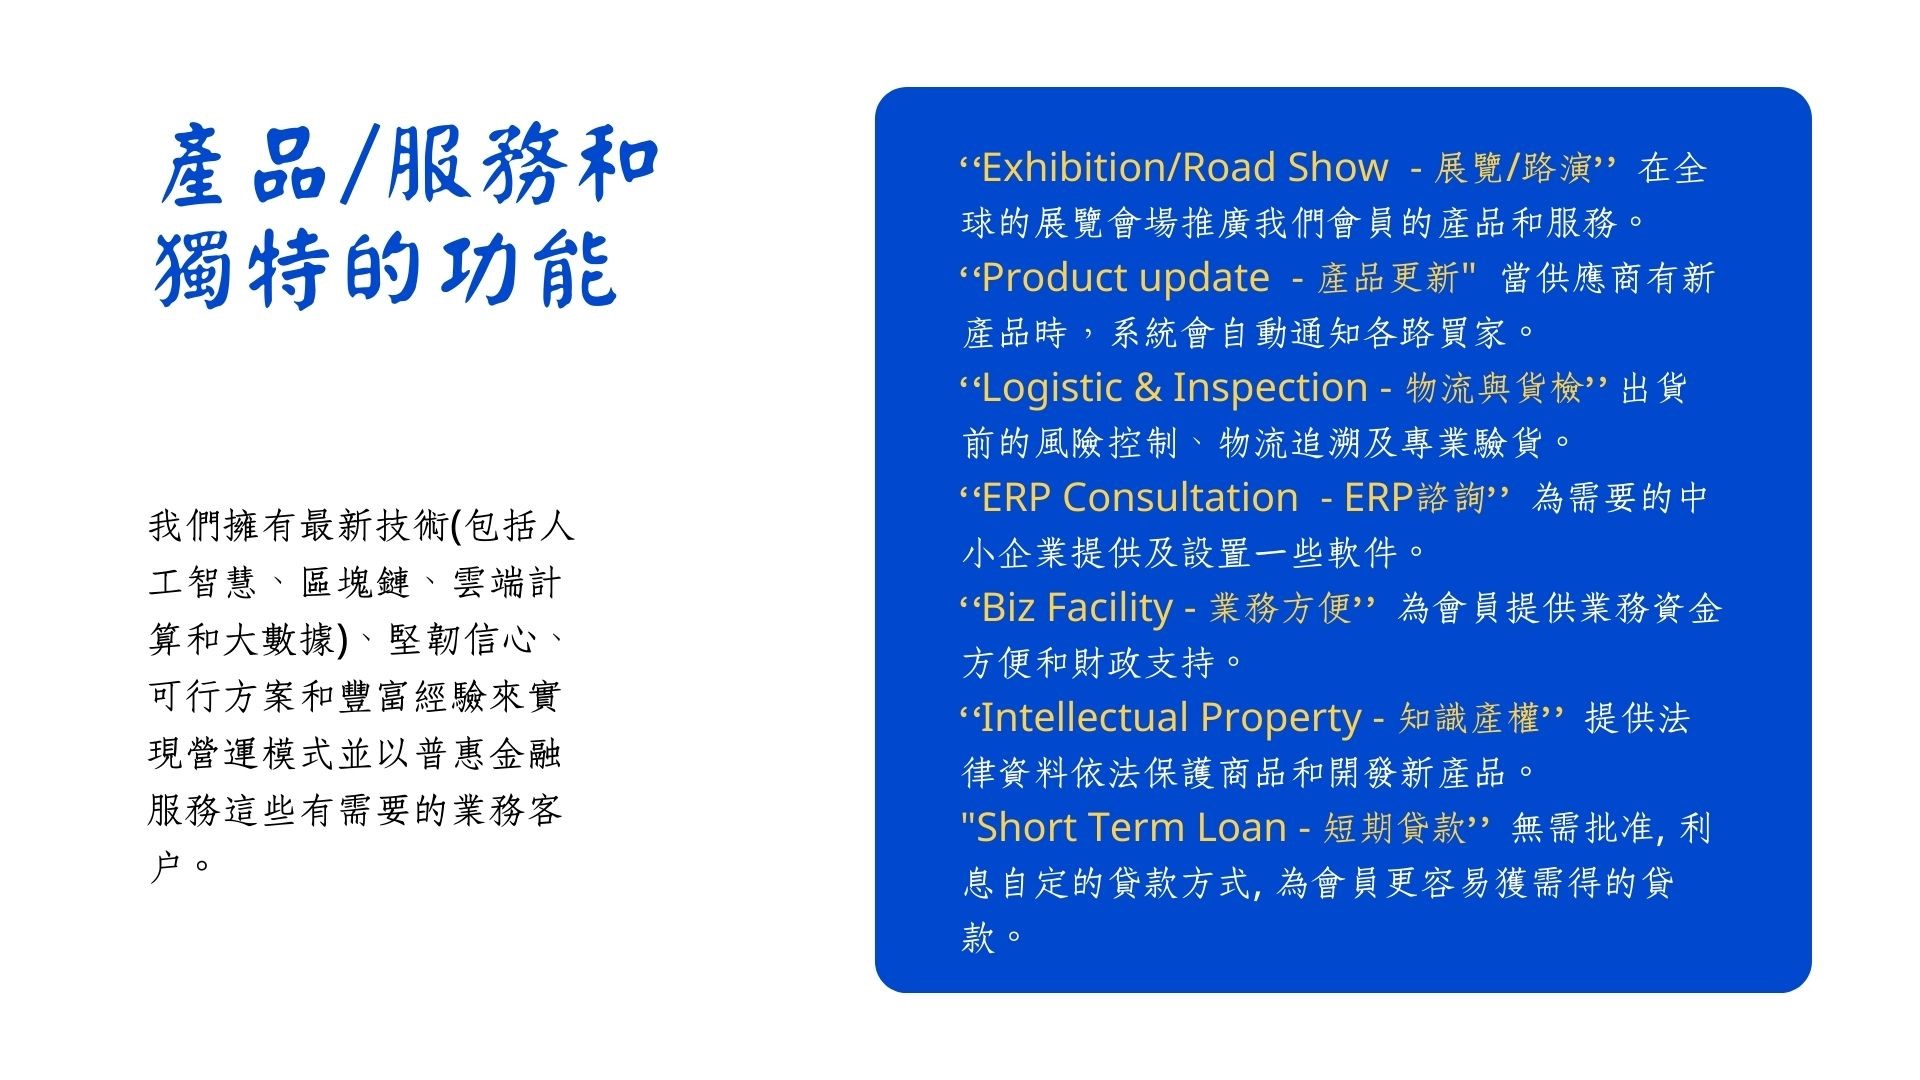 產品/服務和
獨特的功能
我們擁有最新技術(包括人
工智慧、區塊鏈、雲端計
算和大數據)、堅韌信心、
可行方案和豐富經驗來實
現營運模式並以普惠金融
服務這些有需要的業務客
户。
“Exhibition/Road Show - 展覽/路演” 在全
球的展覽會場推廣我們會員的產品和服務。
“Product update - 產品更新" 當供應商有新
產品時，系統會自動通知各路買家。
“Logistic & Inspection - 物流與貨檢” 出貨
前的風險控制、物流追溯及專業驗貨。
“ERP Consultation - ERP諮詢” 為需要的中
小企業提供及設置一些軟件。
“Biz Facility - 業務方便” 為會員提供業務資金
方便和財政支持。
“Intellectual Property - 知識產權” 提供法
律資料依法保護商品和開發新產品。
"Short Term Loan - 短期貸款” 無需批准, 利
息自定的貸款方式, 為會員更容易獲需得的貸
款。